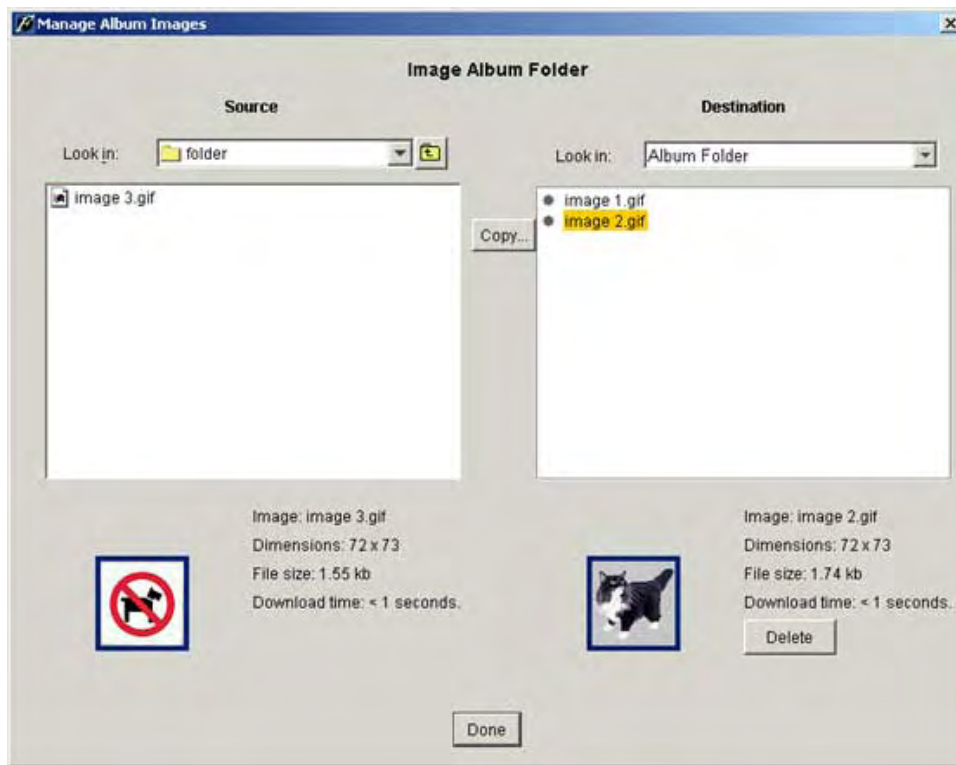 Manage Album Images
Image Album Folder
Source
Destination
Look in:
folder
Look in:
Album Folder
image 3.gif
image 1.gif
image 2.gif
Copy...
Image: image 3.gif
Dimensions: 72 x 73
File size: 1.55 kb
Download time: < 1 seconds.
Image: image 2.gif
Dimensions: 72 x 73
File size: 1.74 kb
Download time: < 1 seconds.
Delete
Done